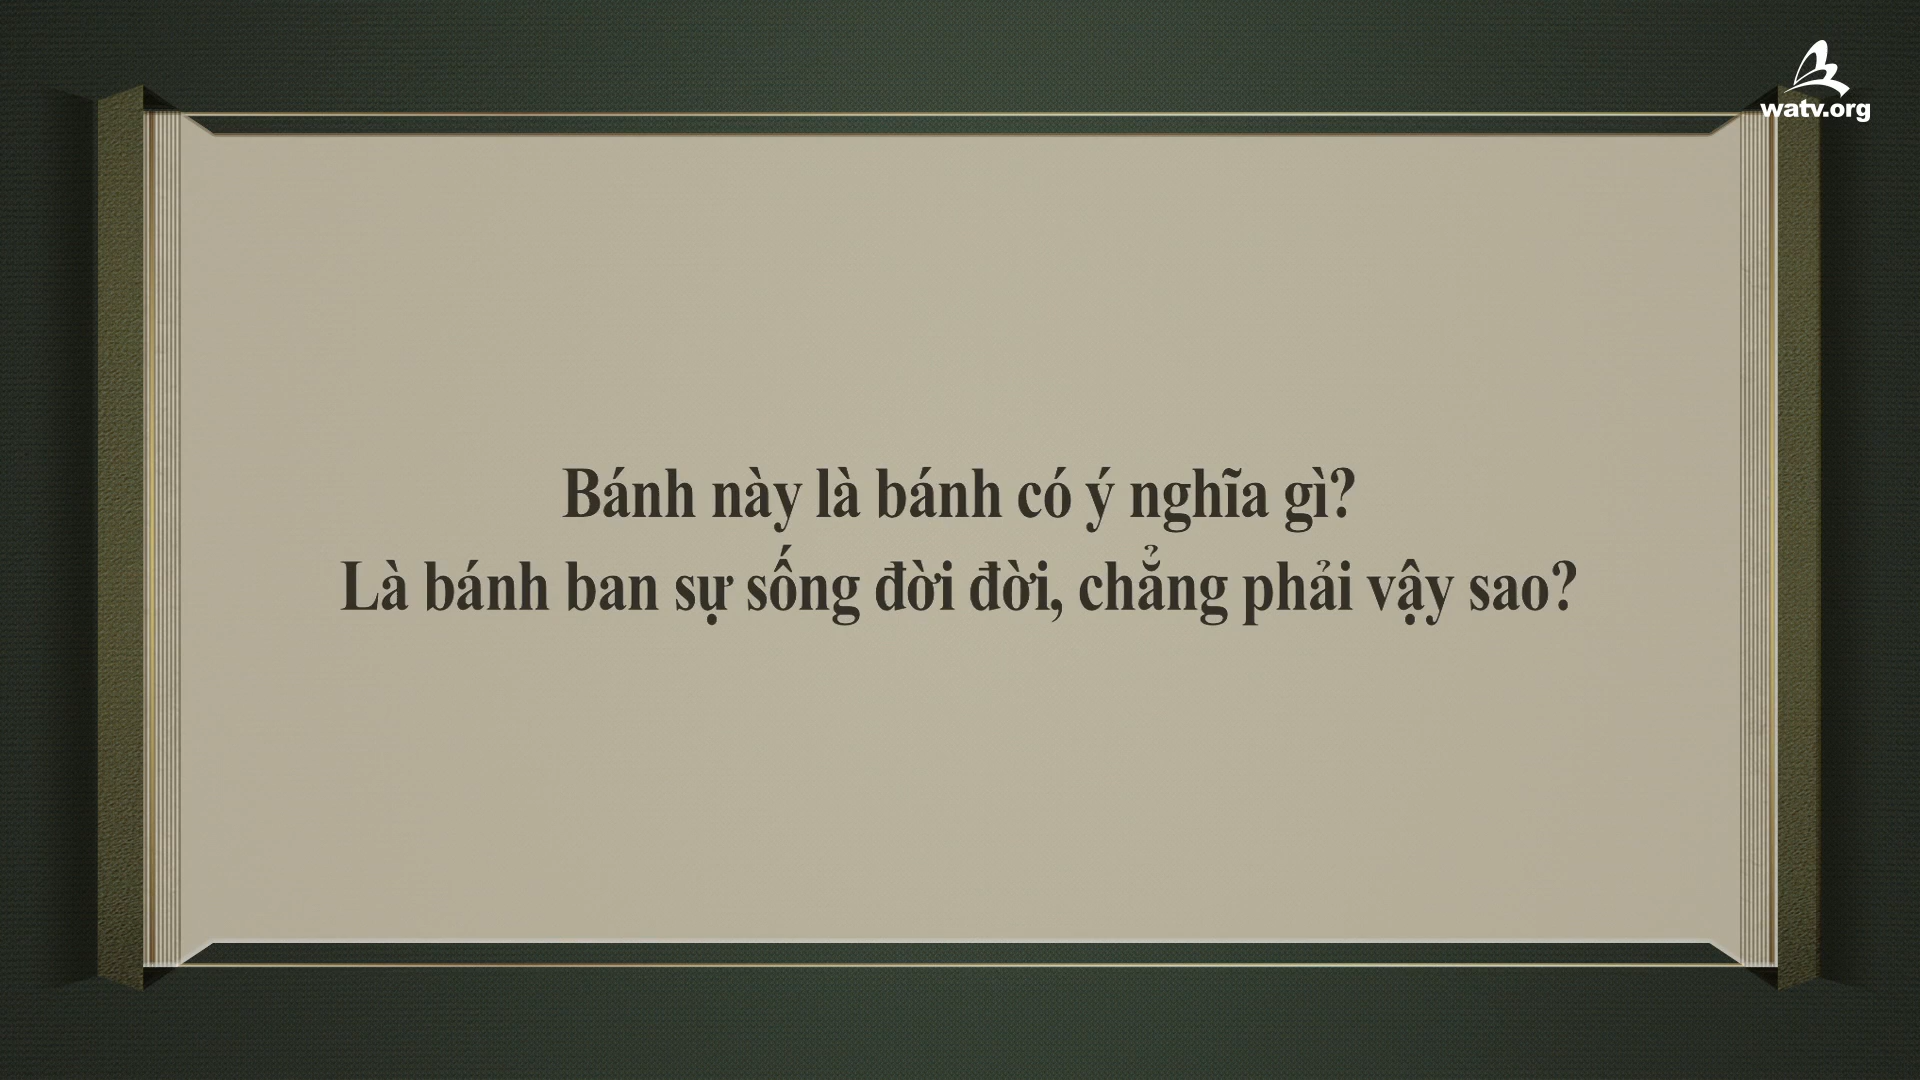 watv.org
Bánh này là bánh có ý nghĩa gì?
Là bánh ban sự sống đời đời, chẳng phải vậy sao?